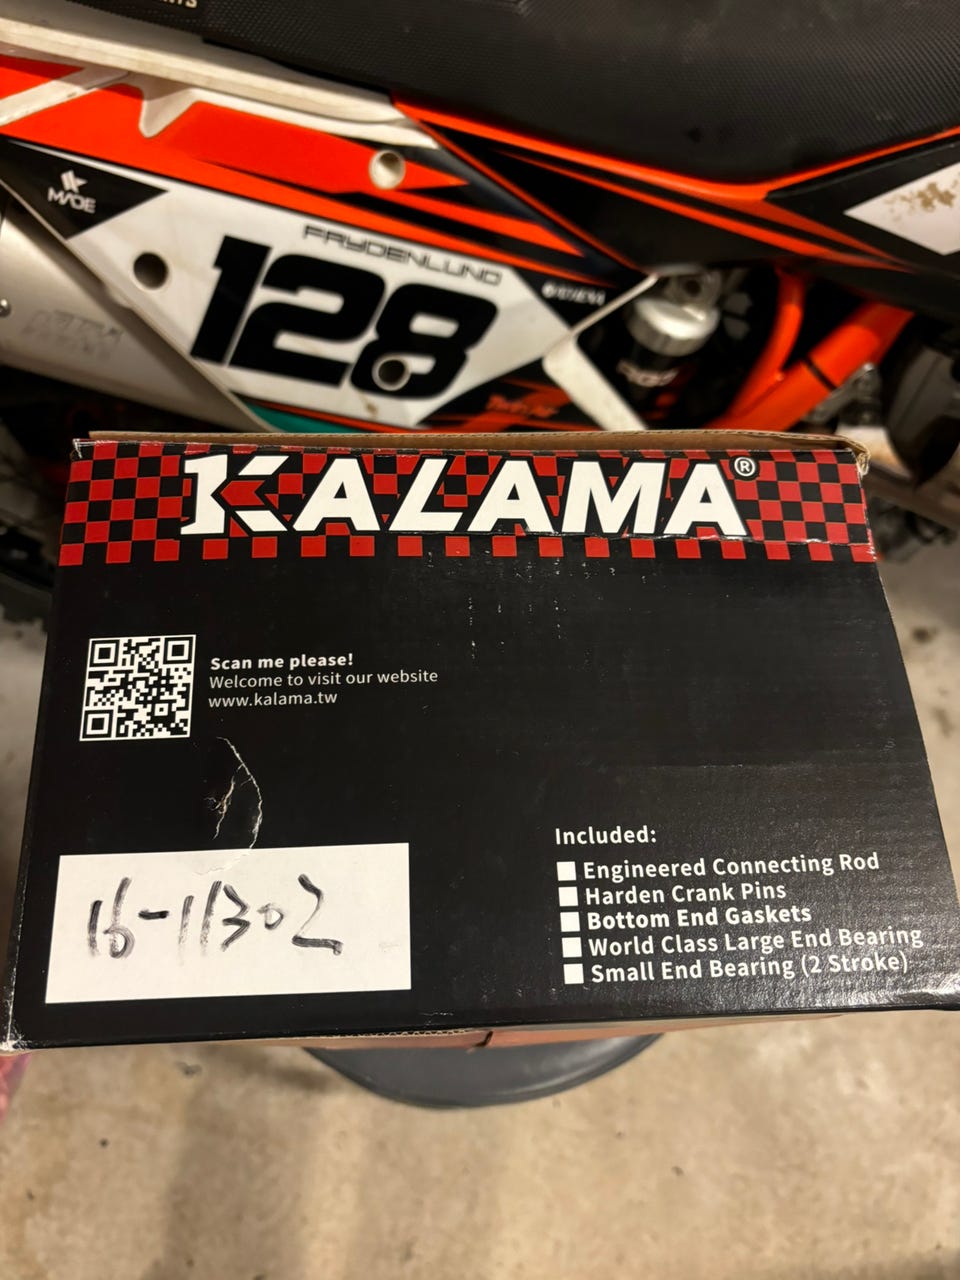 MADE
FRYDENLUND
128
KALAMA®
Scan me please!
Welcome to visit our website
www.kalama.tw
16-11302
Included:
Engineered Connecting Rod
Harden Crank Pins
Bottom End Gaskets
World Class Large End Bearing
Small End Bearing (2 Stroke)